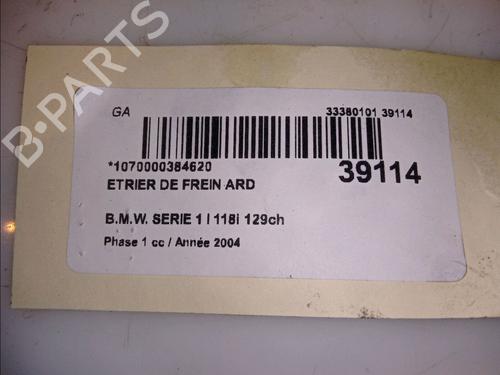 GA
33380101 39114
*1070000384620
39114
ETRIER DE FREIN ARD
B.M.W. SERIE 1 I 118i 129ch
Phase 1 cc / Année 2004
B-PARTS